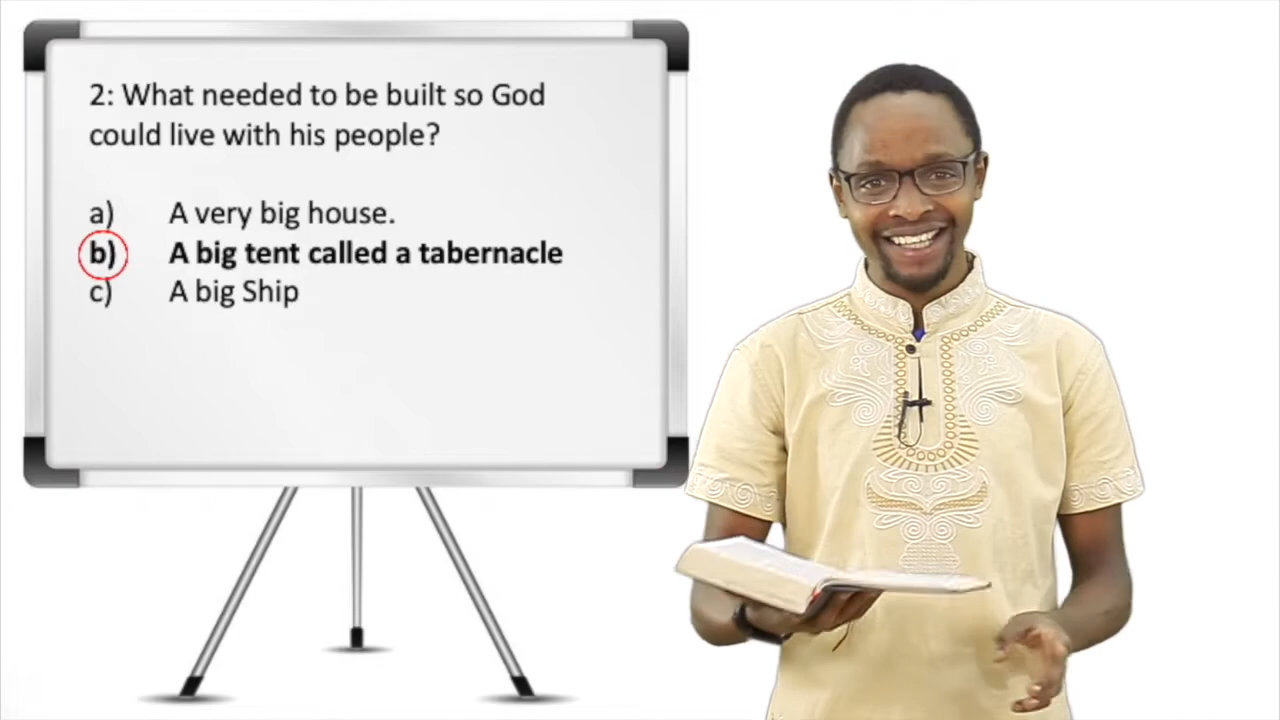 2: What needed to be built so God
could live with his people?
a) A very big house.
b) A big tent called a tabernacle
c) A big Ship